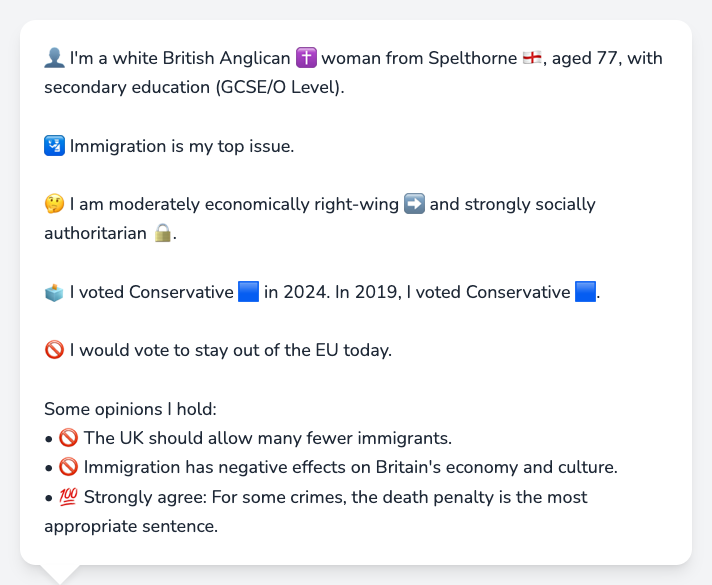 👤 I'm a white British Anglican ✝️ woman from Spelthorne 🏴󠁧󠁢󠁥󠁮󠁧󠁿, aged 77, with
secondary education (GCSE/O Level).
🛂 Immigration is my top issue.
🤔 I am moderately economically right-wing ➡️ and strongly socially
authoritarian 🔒.
🗳️ I voted Conservative 🟦 in 2024. In 2019, I voted Conservative 🟦.
🚫 I would vote to stay out of the EU today.
Some opinions I hold:
• 🚫 The UK should allow many fewer immigrants.
• 🚫 Immigration has negative effects on Britain's economy and culture.
• 💯 Strongly agree: For some crimes, the death penalty is the most
appropriate sentence.